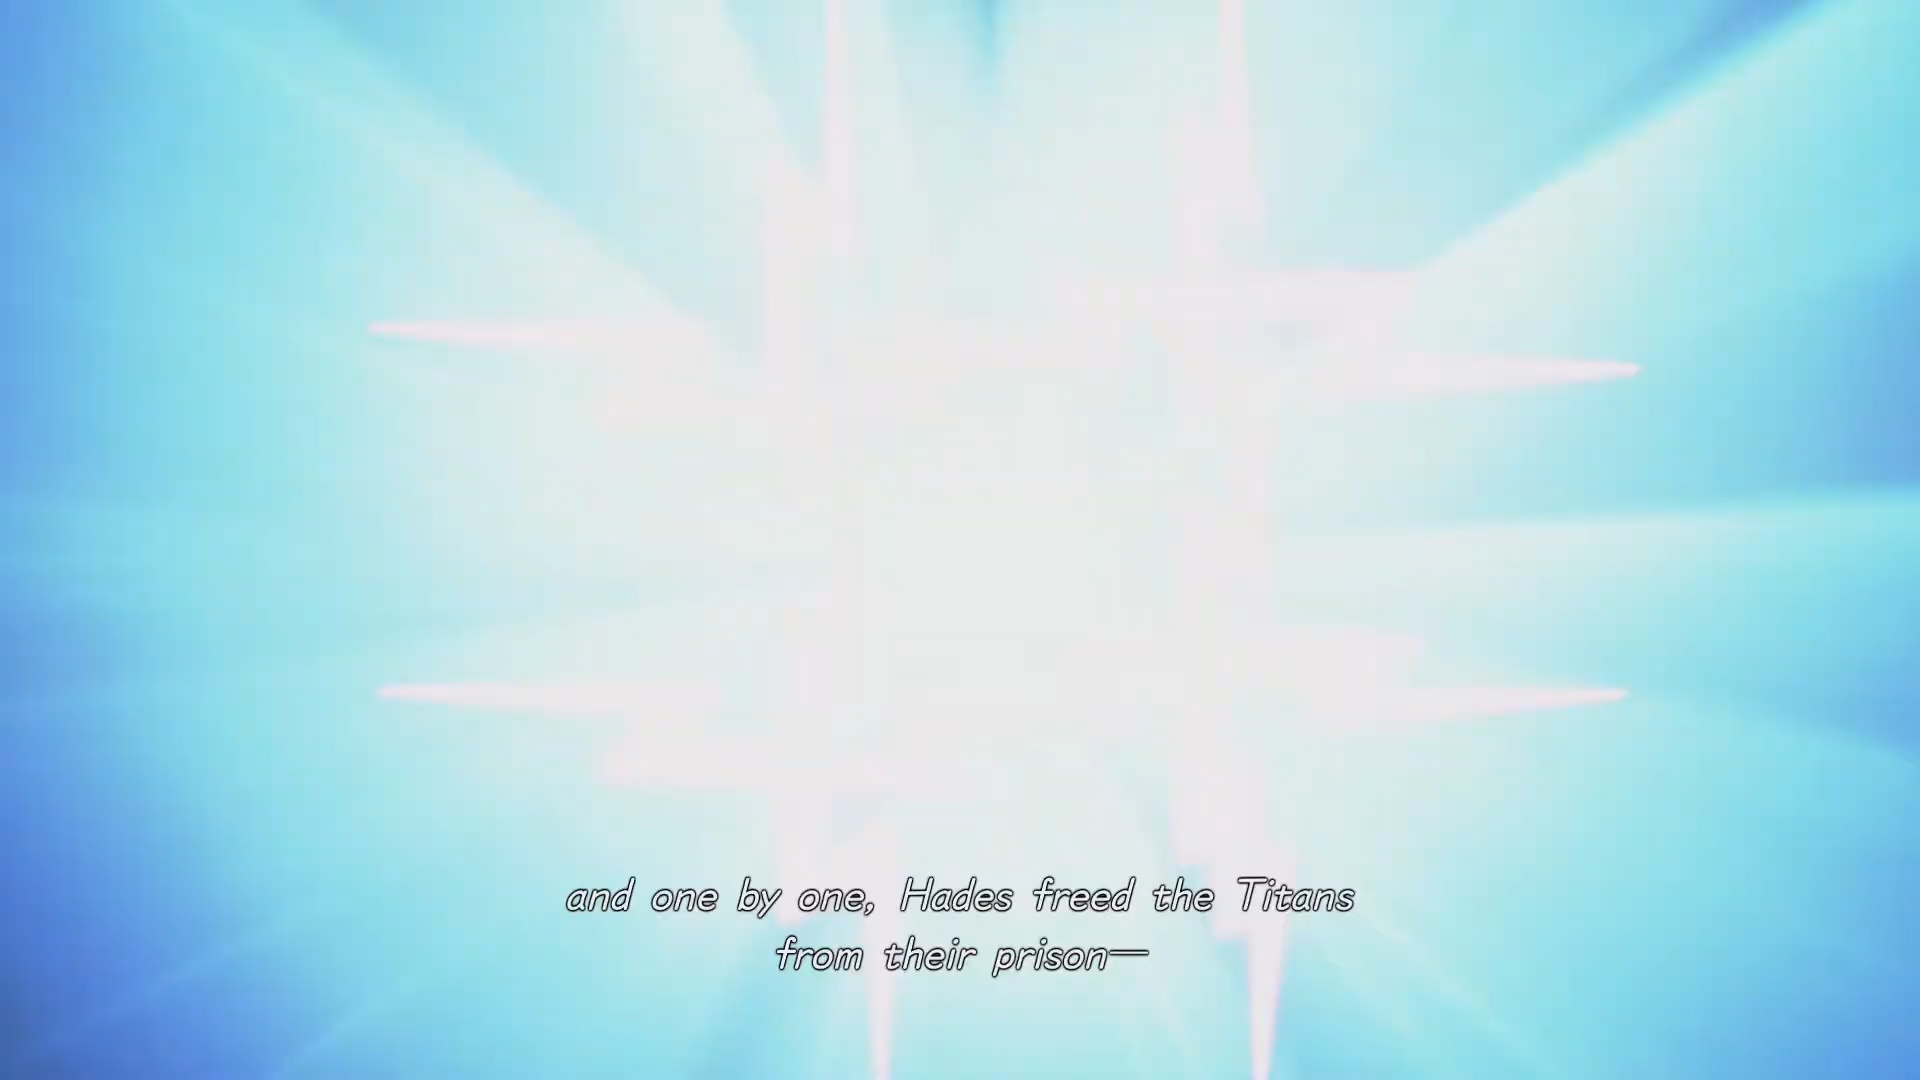 and one by one, Hades freed the Titans
from their prison—